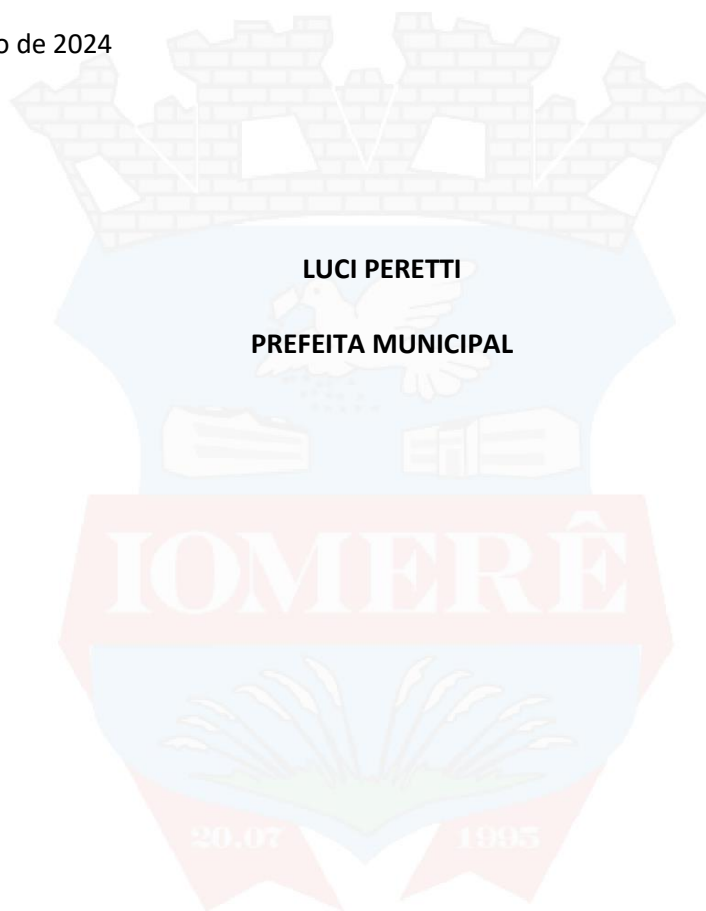 o de 2024
LUCI PERETTI
PREFEITA MUNICIPAL
IOMERÊ
20.07 1995